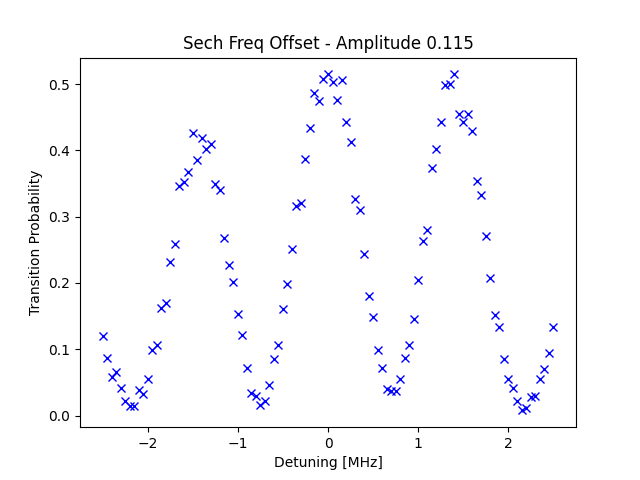 Sech Freq Offset - Amplitude 0.115
0.5
0.4
0.3
0.2
0.1
0.0
Transition Probability
−2 −1 0 1 2
Detuning [MHz]